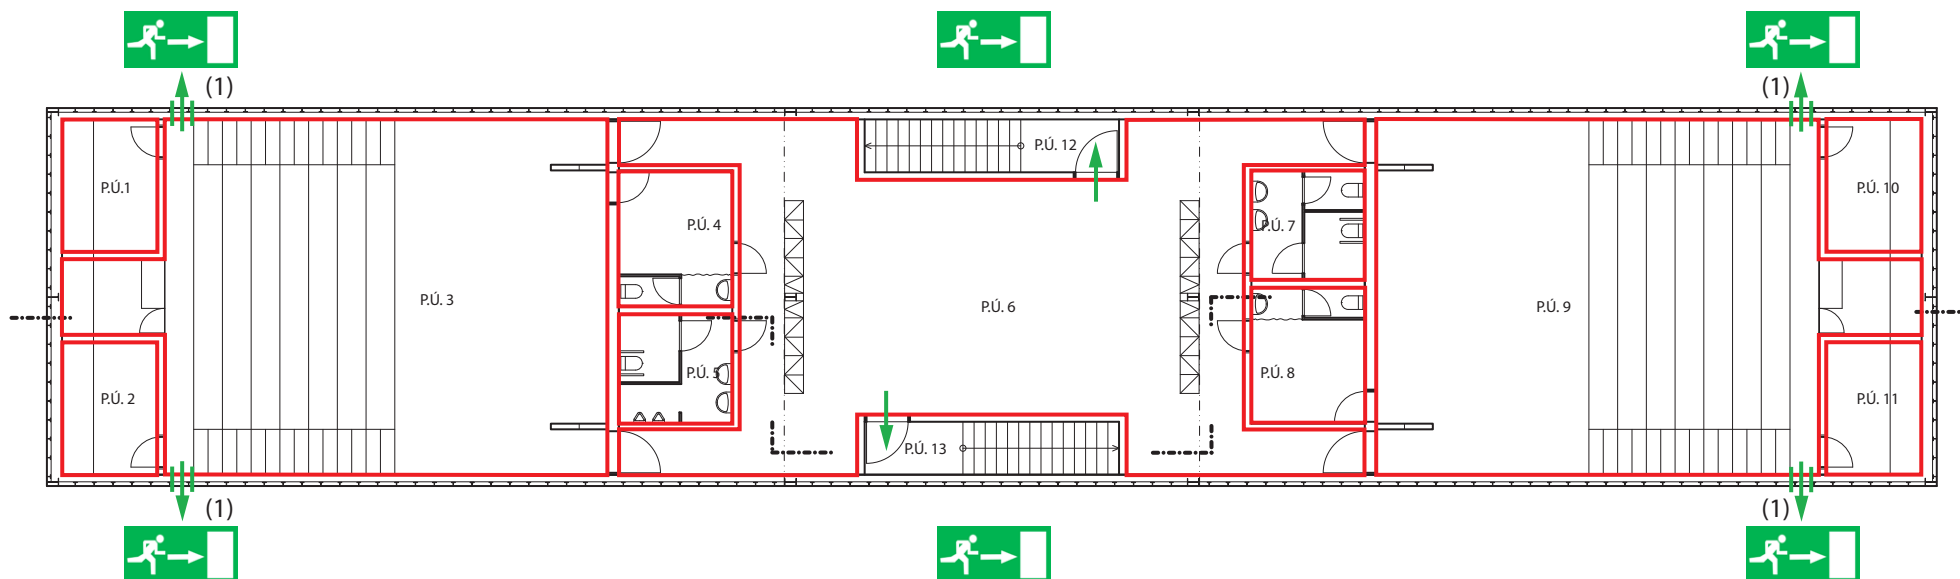 (1)
(1)
P.Ú. 12
P.Ú.1
P.Ú. 10
P.Ú. 4
P.Ú. 7
P.Ú. 3
P.Ú. 6
P.Ú. 9
P.Ú. 5
P.Ú. 8
P.Ú. 2
P.Ú. 11
P.Ú. 13
(1)
(1)